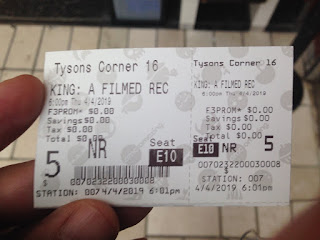 Tysons Corner 16
KING: A FILMED REC
6:00pm Thu 4/4/2019
F3PROM* $0.00
Savings $0.00
Tax $0.00
Total $0.00
5
NR
Seat
E10
0070232200030008
STATION: 007 4/4/2019 6:01pm
Tysons Corner 16
KING: A FILMED REC
6:00pm Thu 4/4/2019
F3PROM* $0.00
Savings $0.00
Tax $0.00
Total $0.00
Seat
E10 NR 5
0070232200030008
STATION: 007
4/4/2019 6:01pm